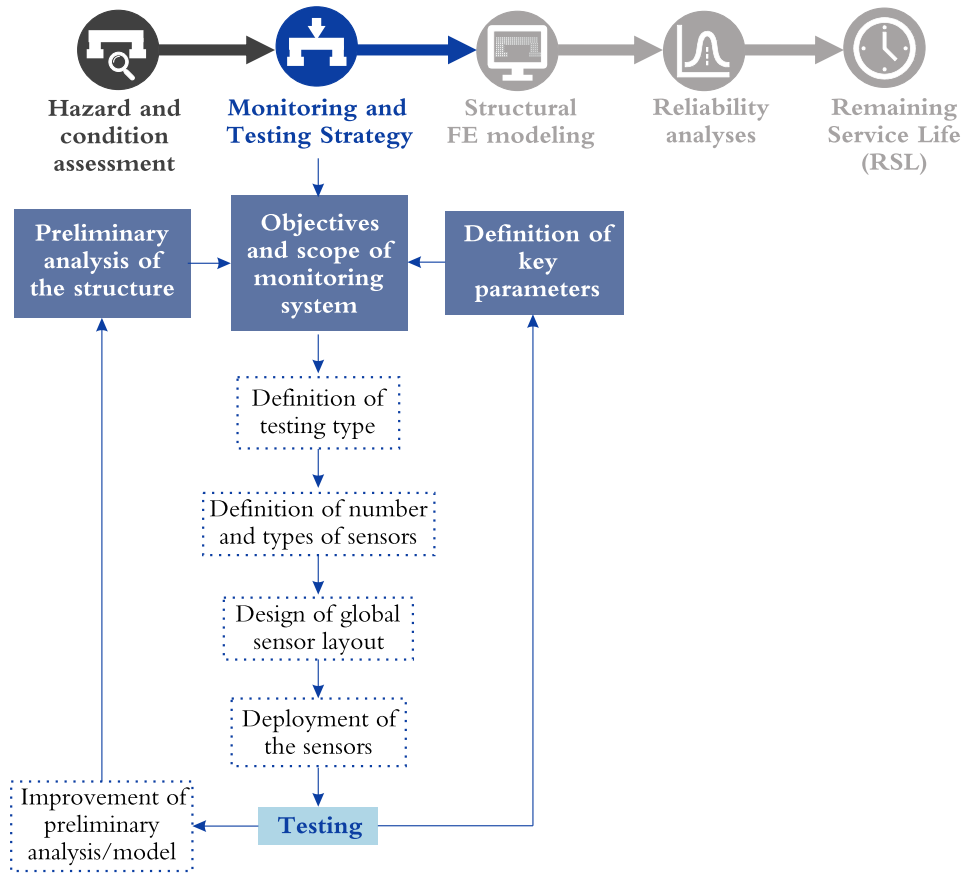 Hazard and
condition
assessment
Monitoring and
Testing Strategy
Structural
FE modeling
Reliability
analyses
Remaining
Service Life
(RSL)
Preliminary
analysis of
the structure
Objectives
and scope of
monitoring
system
Definition of
key
parameters
Definition of
testing type
Definition of number
and types of sensors
Design of global
sensor layout
Deployment of
the sensors
Improvement of
preliminary
analysis/model
Testing